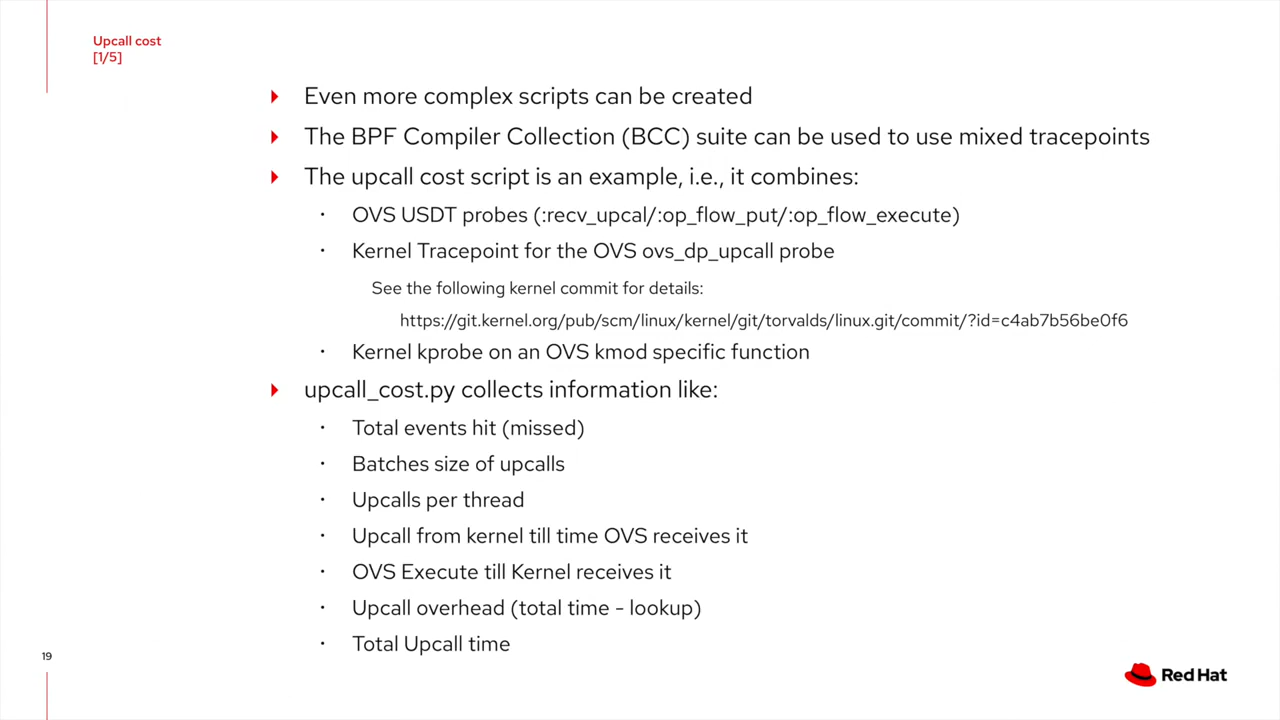 Upcall cost
[1/5]
Even more complex scripts can be created
The BPF Compiler Collection (BCC) suite can be used to use mixed tracepoints
The upcall cost script is an example, i.e., it combines:
OVS USDT probes (:recv_upcal/:op_flow_put/:op_flow_execute)
Kernel Tracepoint for the OVS ovs_dp_upcall probe
See the following kernel commit for details:
https://git.kernel.org/pub/scm/linux/kernel/git/torvalds/linux.git/commit/?id=c4ab7b56be0f6
Kernel kprobe on an OVS kmod specific function
upcall_cost.py collects information like:
Total events hit (missed)
Batches size of upcalls
Upcalls per thread
Upcall from kernel till time OVS receives it
OVS Execute till Kernel receives it
Upcall overhead (total time - lookup)
Total Upcall time
19
Red Hat